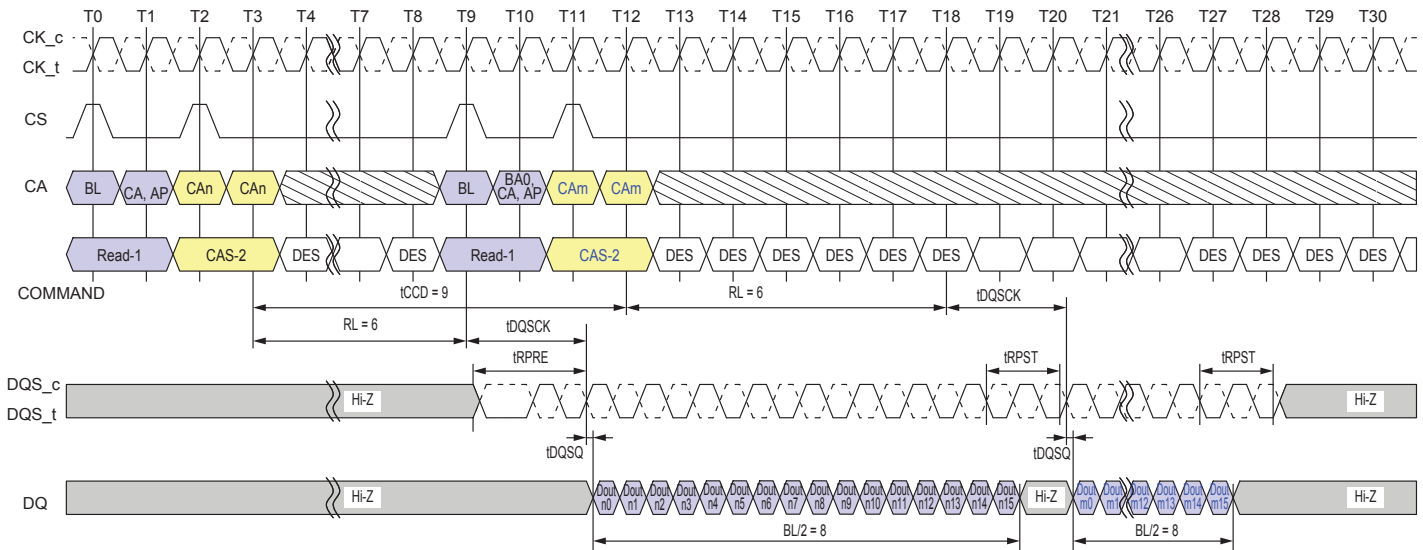 T0 T1 T2 T3 T4 T7 T8 T9 T10 T11 T12 T13 T14 T15 T16 T17 T18 T19 T20 T21 T26 T27 T28 T29 T30
CK_c
CK_t
CS
CA BL CA, AP CAn CAn BL BA0, CA, AP CAm CAm
Read-1 CAS-2 DES DES Read-1 CAS-2 DES DES DES DES DES DES DES DES DES DES
COMMAND
tCCD = 9 RL = 6 tDQSCK
RL = 6 tDQSCK
tRPRE tRPST tRPST
DQS_c
DQS_t
Hi-Z Hi-Z
tDQSQ tDQSQ
DQ Hi-Z Dout n0 Dout n1 Dout n2 Dout n3 Dout n4 Dout n5 Dout n6 Dout n7 Dout n8 Dout n9 Dout n10 Dout n11 Dout n12 Dout n13 Dout n14 Dout n15 Hi-Z Dout m0 Dout m1 Dout m12 Dout m13 Dout m14 Dout m15 Hi-Z
BL/2 = 8 BL/2 = 8